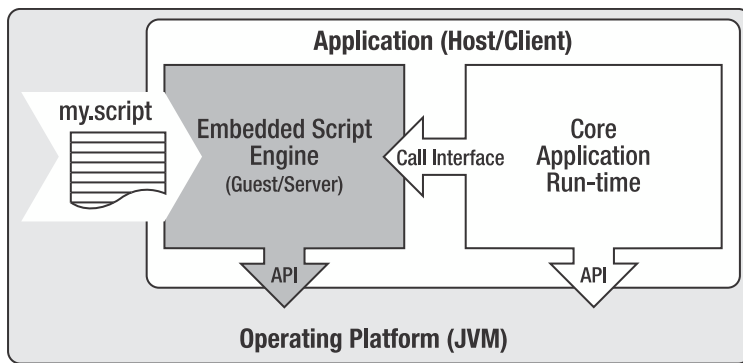 Application (Host/Client)
my.script
Embedded Script
Engine
(Guest/Server)
Call Interface
Core
Application
Run-time
API
API
Operating Platform (JVM)